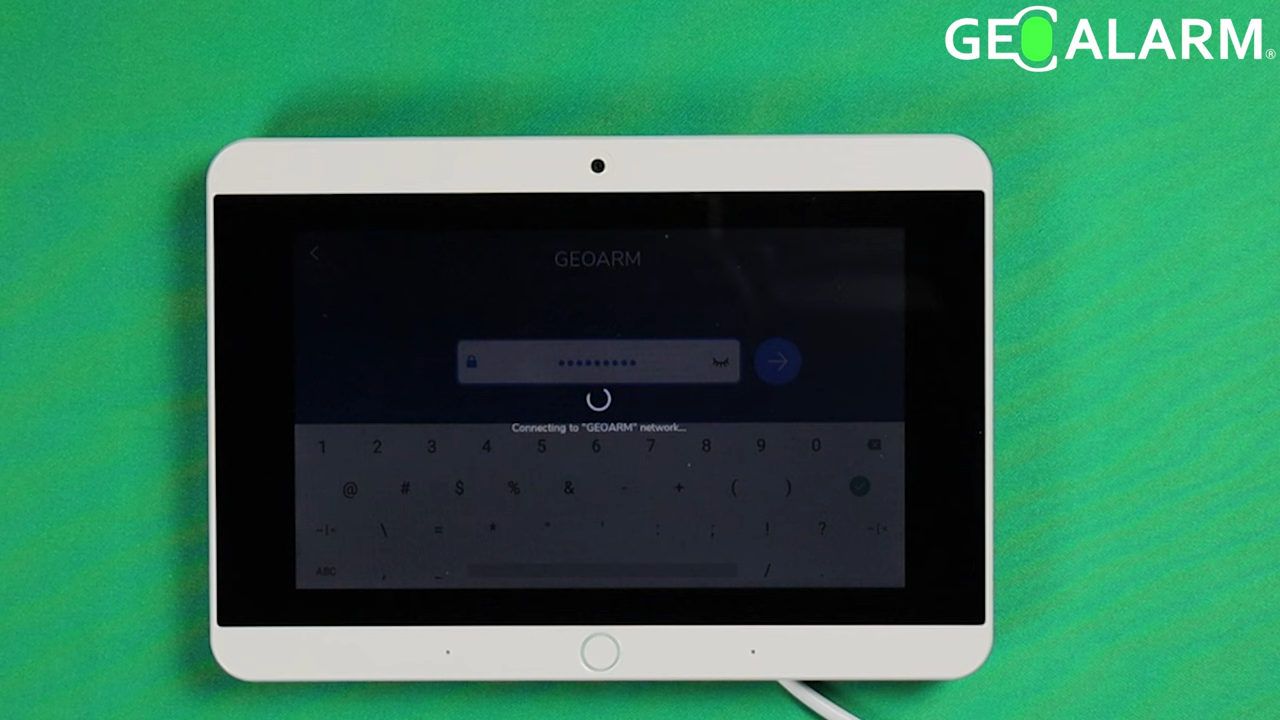 GEOALARM®
GEOARM
•••••••••
Connecting to "GEOARM" network...
1 2 3 4 5 6 7 8 9 0
@ # $ % & - + ( )
~|< \ = * " ' : ; ! ? ~|<
ABC , _ / .